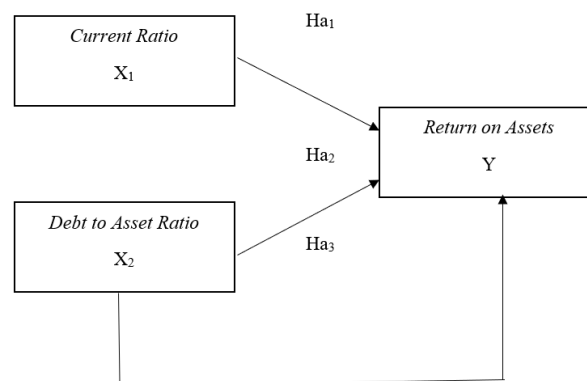 Ha₁
Current Ratio
X₁
Return on Assets
Y
Ha₂
Debt to Asset Ratio
X₂
Ha₃